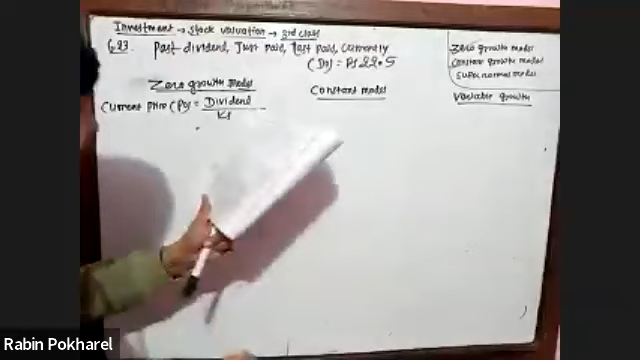 Investment → Stock valuation → 3rd class
6.23. Past dividend, Just paid, Last paid, Currently
(D0) = Rs 22.5
Zero growth model
Constant growth model
Supernormal model
Zero growth model
Constant model
Variable growth
Current price (P0) = Dividend
Ks
Rabin Pokharel